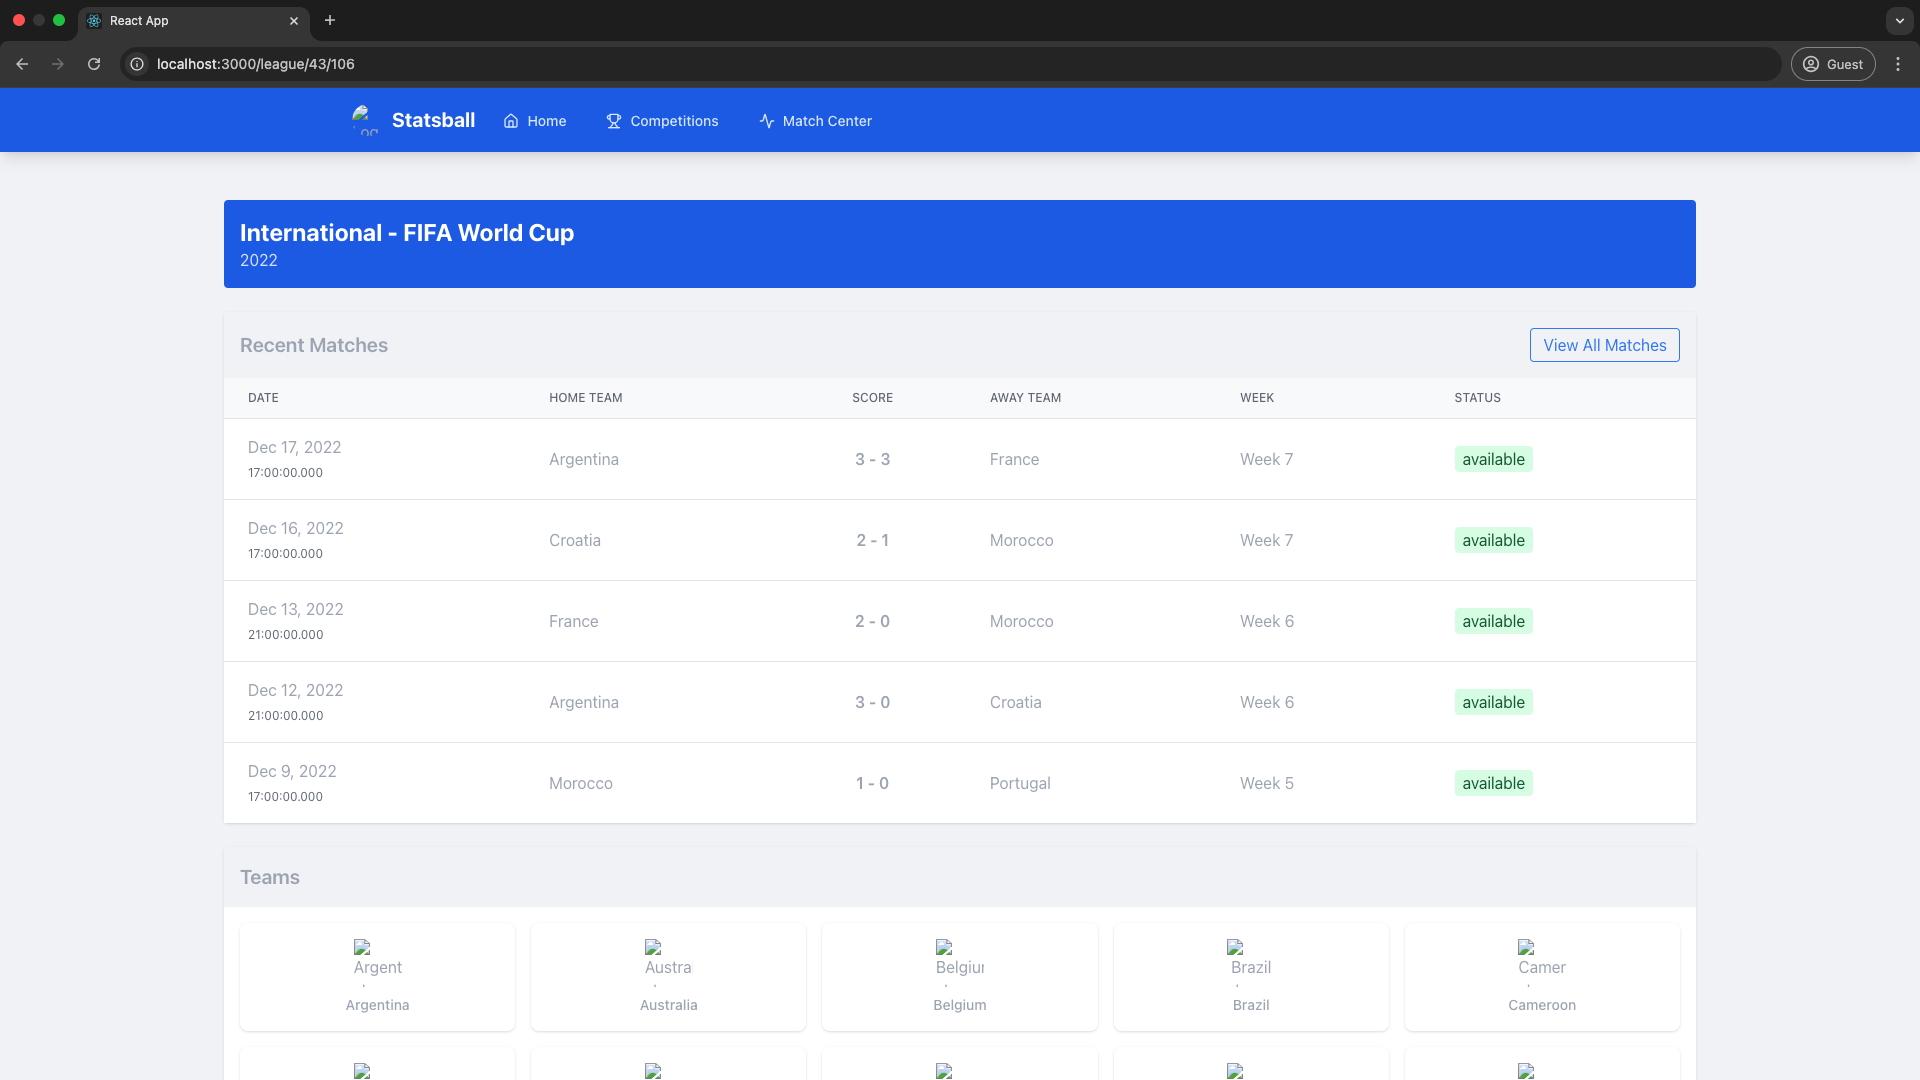 React App
localhost:3000/league/43/106
Guest
Statsball
Home
Competitions
Match Center
International - FIFA World Cup
2022
Recent Matches
View All Matches
DATE HOME TEAM SCORE AWAY TEAM WEEK STATUS
Dec 17, 2022
17:00:00.000
Argentina 3 - 3 France Week 7 available
Dec 16, 2022
17:00:00.000
Croatia 2 - 1 Morocco Week 7 available
Dec 13, 2022
21:00:00.000
France 2 - 0 Morocco Week 6 available
Dec 12, 2022
21:00:00.000
Argentina 3 - 0 Croatia Week 6 available
Dec 9, 2022
17:00:00.000
Morocco 1 - 0 Portugal Week 5 available
Teams
Argent Austra Belgiu Brazil Camer
Argentina Australia Belgium Brazil Cameroon